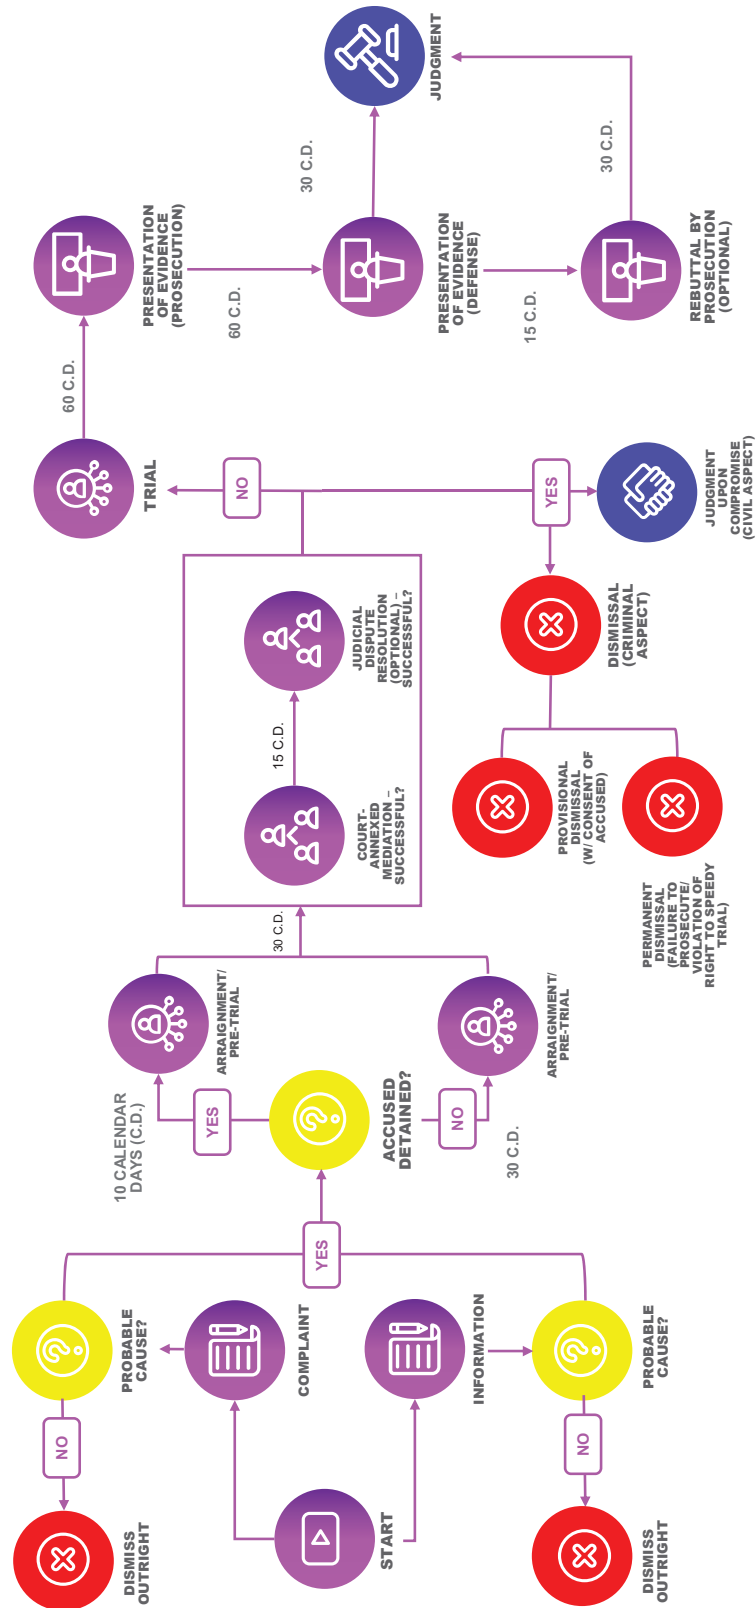 START
COMPLAINT
INFORMATION
PROBABLE
CAUSE?
NO
DISMISS
OUTRIGHT
PROBABLE
CAUSE?
NO
DISMISS
OUTRIGHT
YES
ACCUSED
DETAINED?
YES
10 CALENDAR
DAYS (C.D.)
ARRAIGNMENT/
PRE-TRIAL
NO
30 C.D.
ARRAIGNMENT/
PRE-TRIAL
30 C.D.
COURT-
ANNEXED
MEDIATION –
SUCCESSFUL?
15 C.D.
JUDICIAL
DISPUTE
RESOLUTION
(OPTIONAL) –
SUCCESSFUL?
NO
TRIAL
YES
DISMISSAL
(CRIMINAL
ASPECT)
PROVISIONAL
DISMISSAL
(W/ CONSENT OF
ACCUSED)
PERMANENT
DISMISSAL
(FAILURE TO
PROSECUTE/
VIOLATION OF
RIGHT TO SPEEDY
TRIAL)
JUDGMENT
UPON
COMPROMISE
(CIVIL ASPECT)
60 C.D.
PRESENTATION
OF EVIDENCE
(PROSECUTION)
60 C.D.
PRESENTATION
OF EVIDENCE
(DEFENSE)
30 C.D.
15 C.D.
REBUTTAL BY
PROSECUTION
(OPTIONAL)
30 C.D.
JUDGMENT